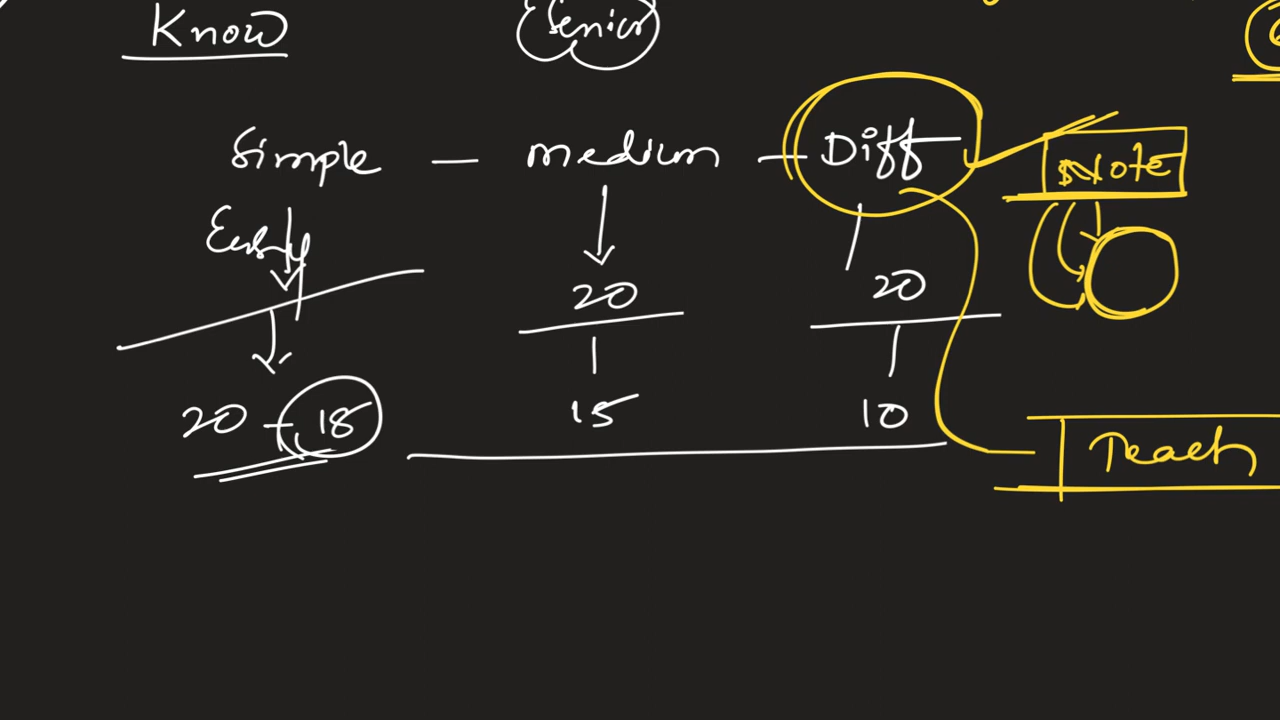 Know Senior
Simple — medium — Diff Note
Easy
20 20
20 - 18 15 10
Teach